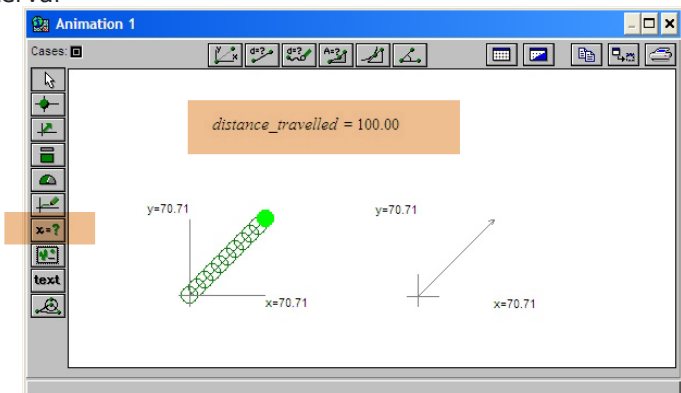 Animation 1
Cases:
y x d=? d=? A=?
distance_travelled = 100.00
y=70.71 y=70.71
x=?
text
x=70.71 x=70.71